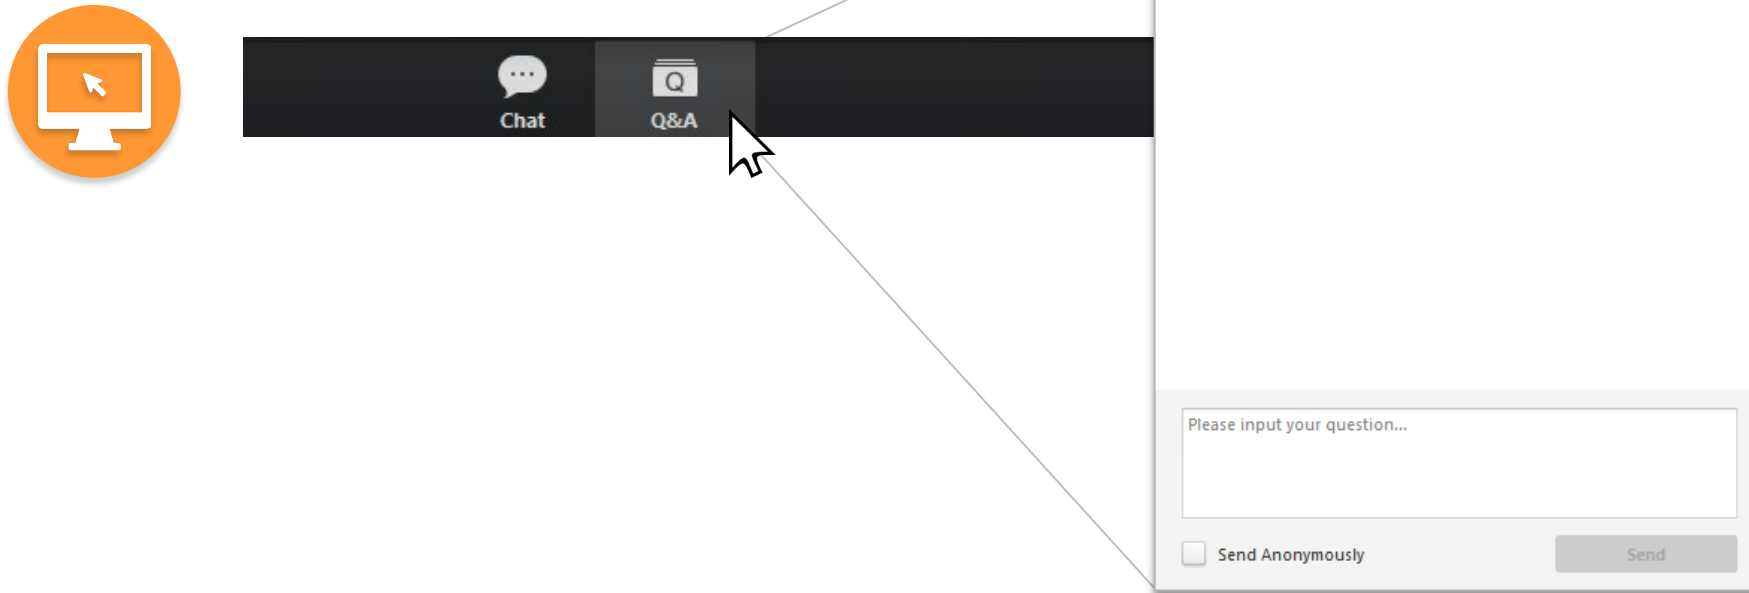 Chat
Q
Q&A
Please input your question...
Send Anonymously
Send